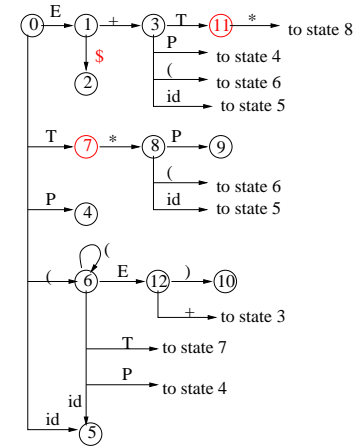 0 E 1 + 3 T 11 * to state 8
$ P to state 4
2 ( to state 6
id to state 5
T 7 * 8 P 9
( to state 6
id to state 5
P 4
(
( 6 E 12 ) 10
+ to state 3
T to state 7
P to state 4
id
id 5